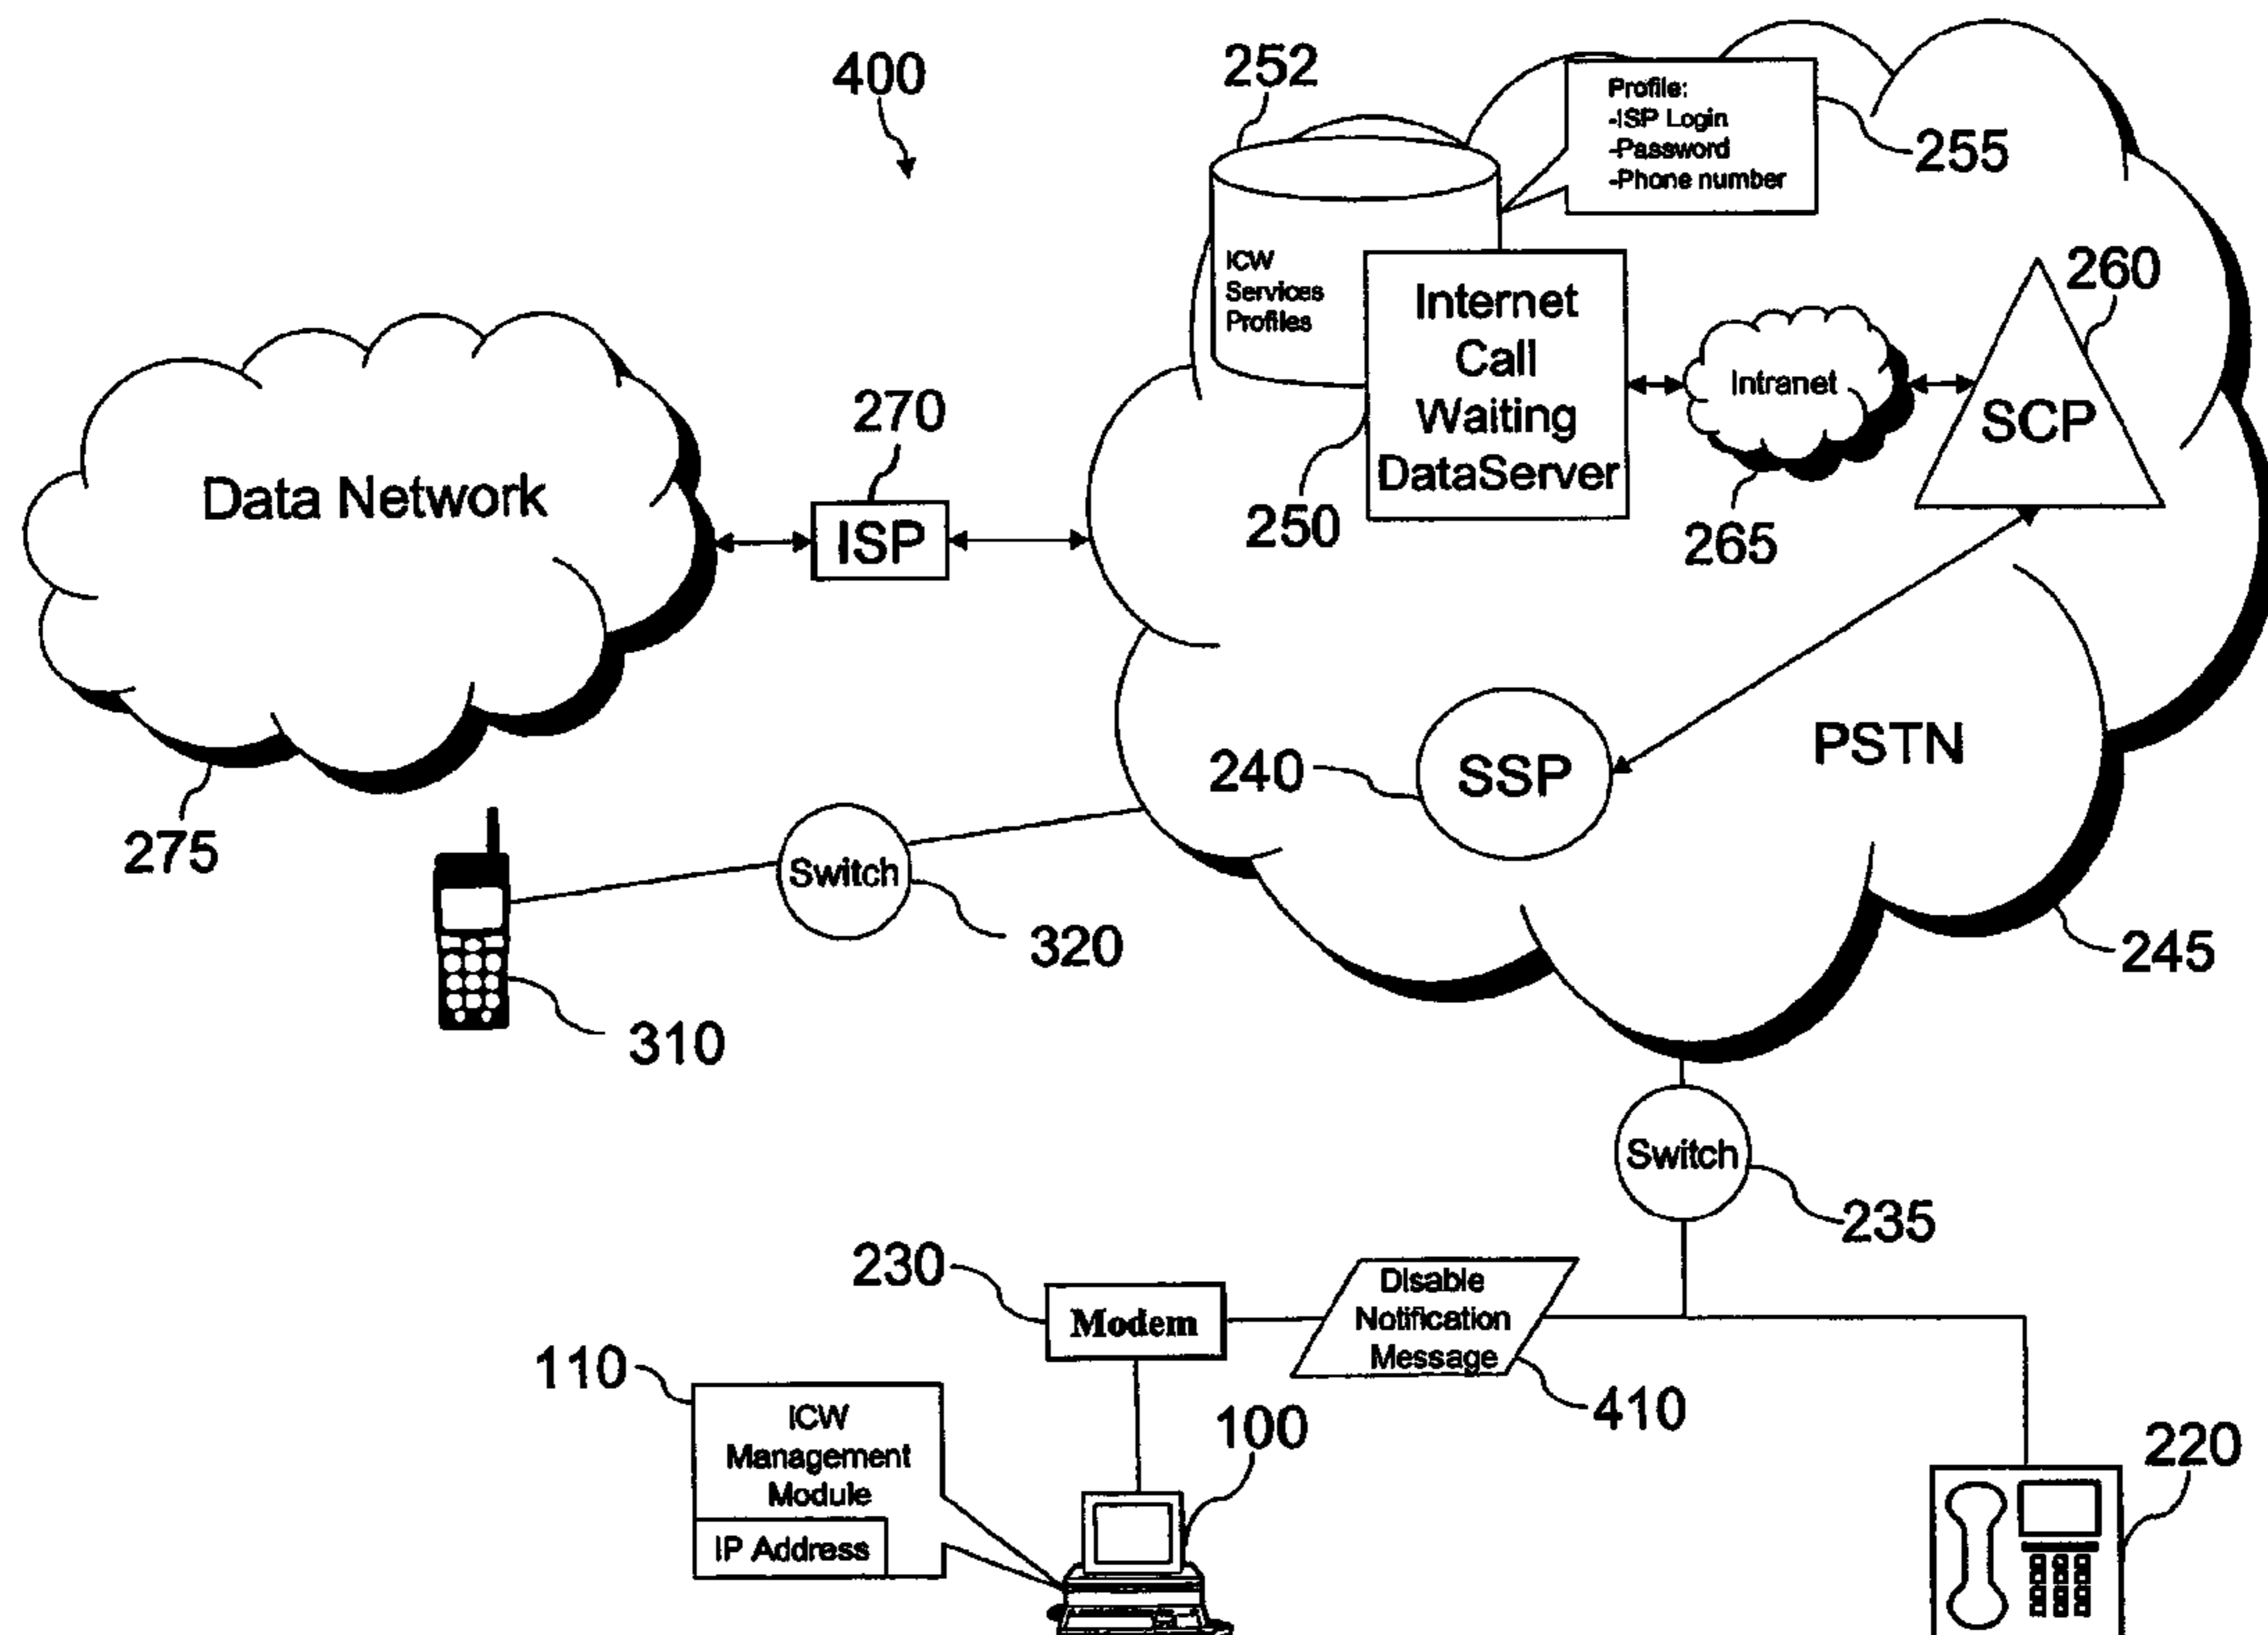 400
252
Profile:
-ISP Login
-Password
-Phone number
255
ICW
Services
Profiles
Internet
Call
Waiting
DataServer
250
Intranet
265
260
SCP
Data Network
270
ISP
275
240
SSP
PSTN
245
Switch
320
310
Switch
235
230
Modem
Disable
Notification
Message
410
110
ICW
Management
Module
IP Address
100
220